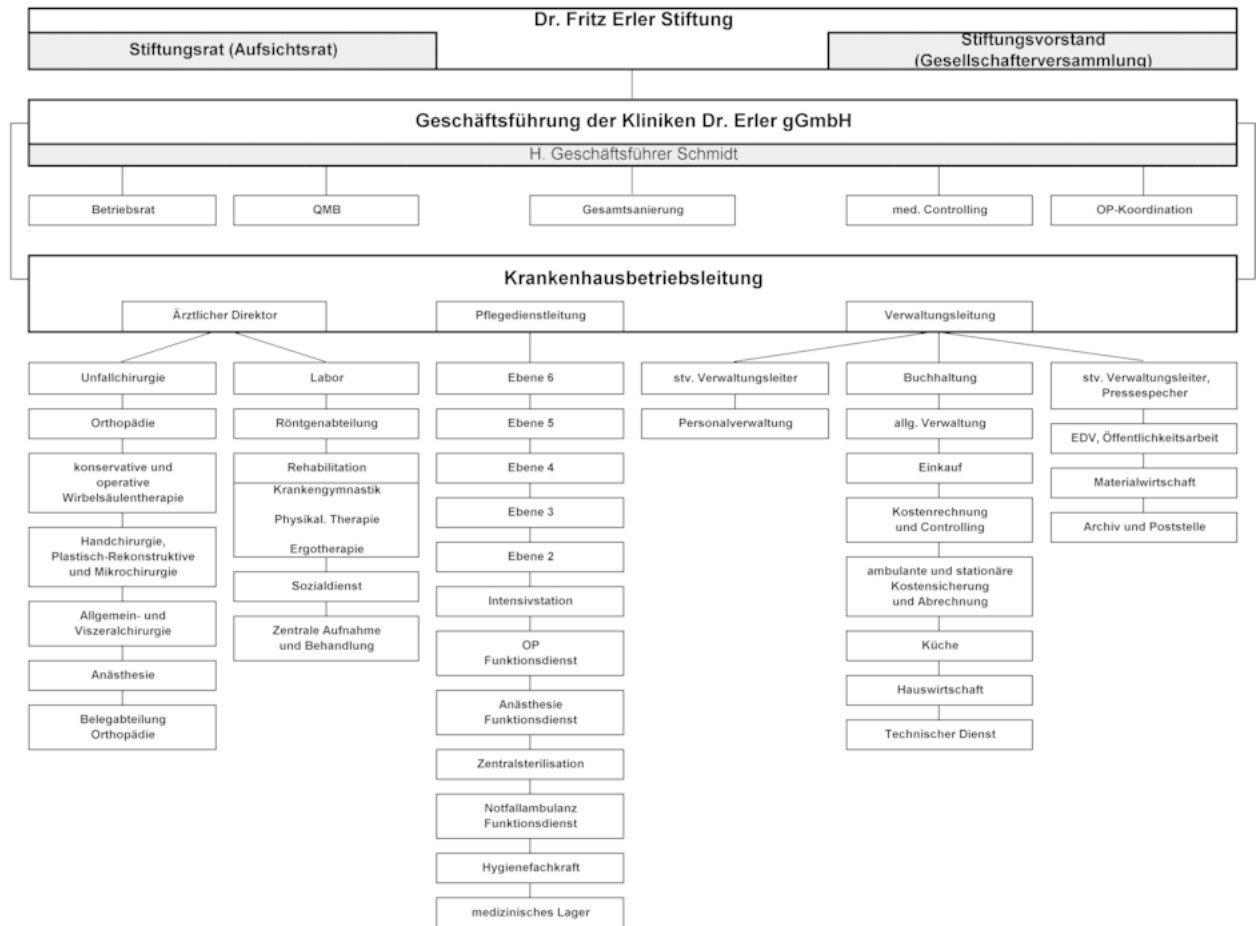 Dr. Fritz Erler Stiftung
Stiftungsrat (Aufsichtsrat)
Stiftungsvorstand
(Gesellschafterversammlung)
Geschäftsführung der Kliniken Dr. Erler gGmbH
H. Geschäftsführer Schmidt
Betriebsrat
QMB
Gesamtsanierung
med. Controlling
OP-Koordination
Krankenhausbetriebsleitung
Ärztlicher Direktor
Pflegedienstleitung
Verwaltungsleitung
Unfallchirurgie
Orthopädie
konservative und
operative
Wirbelsäulentherapie
Handchirurgie,
Plastisch-Rekonstruktive
und Mikrochirurgie
Allgemein- und
Viszeralchirurgie
Anästhesie
Belegabteilung
Orthopädie
Labor
Röntgenabteilung
Rehabilitation
Krankengymnastik
Physikal. Therapie
Ergotherapie
Sozialdienst
Zentrale Aufnahme
und Behandlung
Ebene 6
Ebene 5
Ebene 4
Ebene 3
Ebene 2
Intensivstation
OP
Funktionsdienst
Anästhesie
Funktionsdienst
Zentralsterilisation
Notfallambulanz
Funktionsdienst
Hygienefachkraft
medizinisches Lager
stv. Verwaltungsleiter
Personalverwaltung
Buchhaltung
allg. Verwaltung
Einkauf
Kostenrechnung
und Controlling
ambulante und stationäre
Kostensicherung
und Abrechnung
Küche
Hauswirtschaft
Technischer Dienst
stv. Verwaltungsleiter,
Pressespecher
EDV, Öffentlichkeitsarbeit
Materialwirtschaft
Archiv und Poststelle